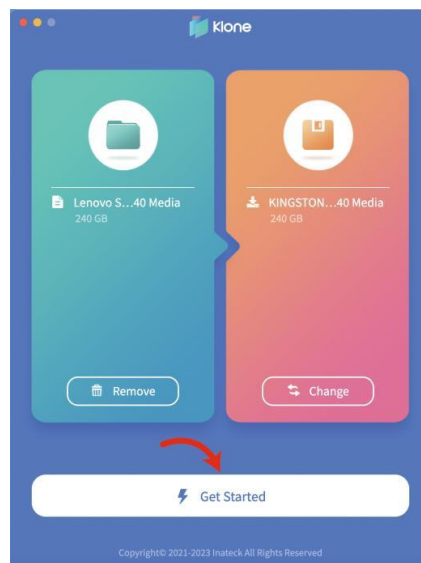 Klone
Lenovo S...40 Media
240 GB
KINGSTON...40 Media
240 GB
Remove
Change
Get Started
Copyright© 2021-2023 Inateck All Rights Reserved